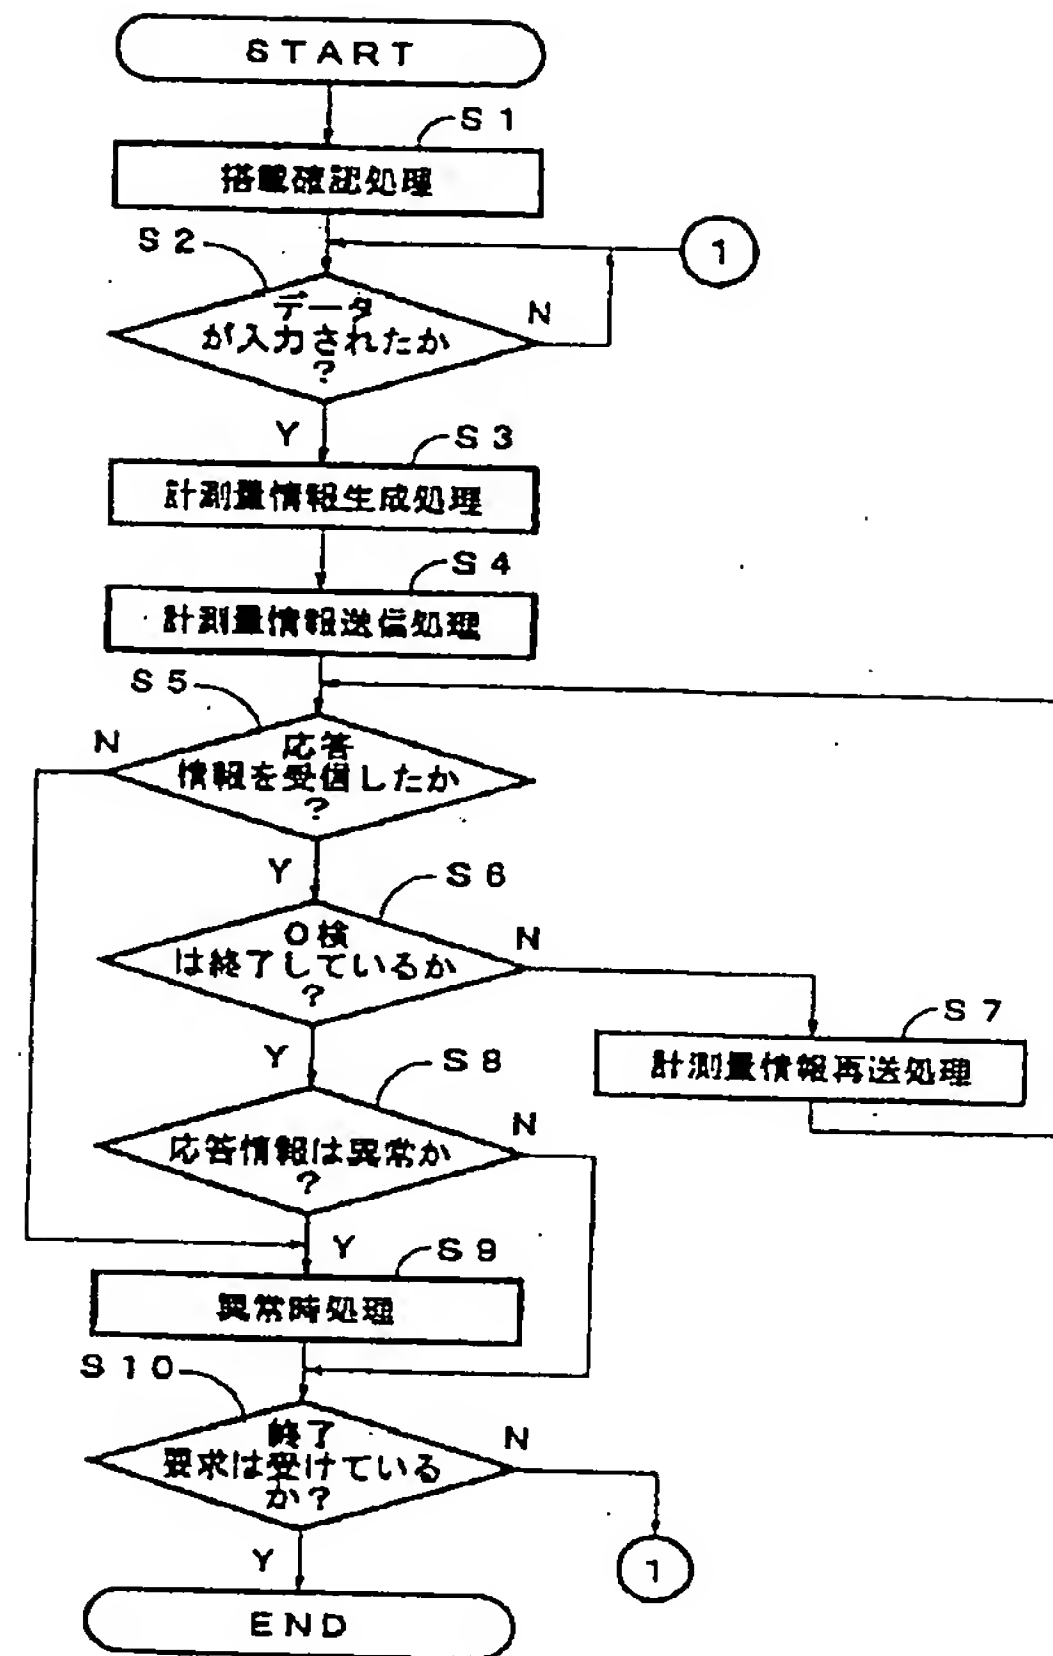 START
S1
搭載確認処理
S2
1
データ
が入力されたか
?
N
Y
S3
計測量情報生成処理
S4
計測量情報送信処理
S5
N
応答
情報を受信したか
?
Y
S6
O検
は終了しているか
?
N
S7
計測量情報再送処理
Y
S8
応答情報は異常か
?
N
Y
S9
異常時処理
S10
終了
要求は受けている
か?
N
1
Y
END